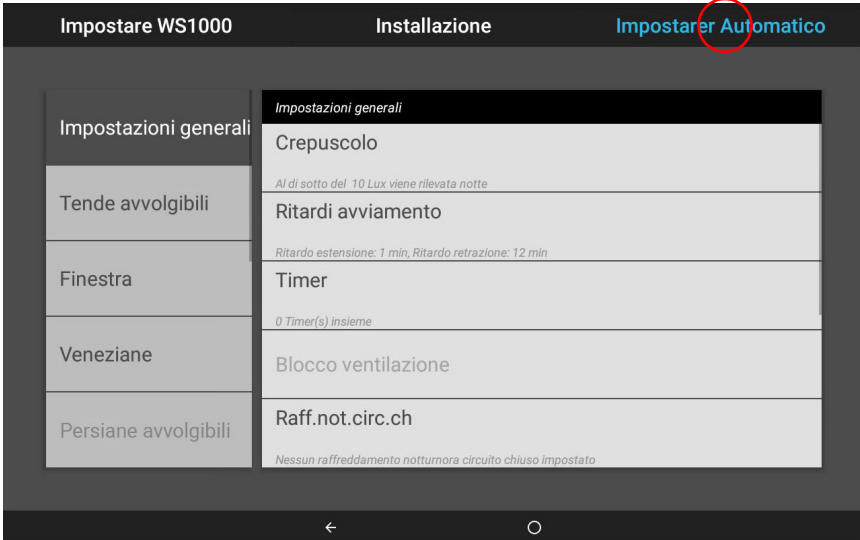 Impostare WS1000 Installazione Impostarer Automatico
Impostazioni generali
Tende avvolgibili
Finestra
Veneziane
Persiane avvolgibili
Impostazioni generali
Crepuscolo
Al di sotto del 10 Lux viene rilevata notte
Ritardi avviamento
Ritardo estensione: 1 min, Ritardo retrazione: 12 min
Timer
0 Timer(s) insieme
Blocco ventilazione
Raff.not.circ.ch
Nessun raffreddamento notturnora circuito chiuso impostato